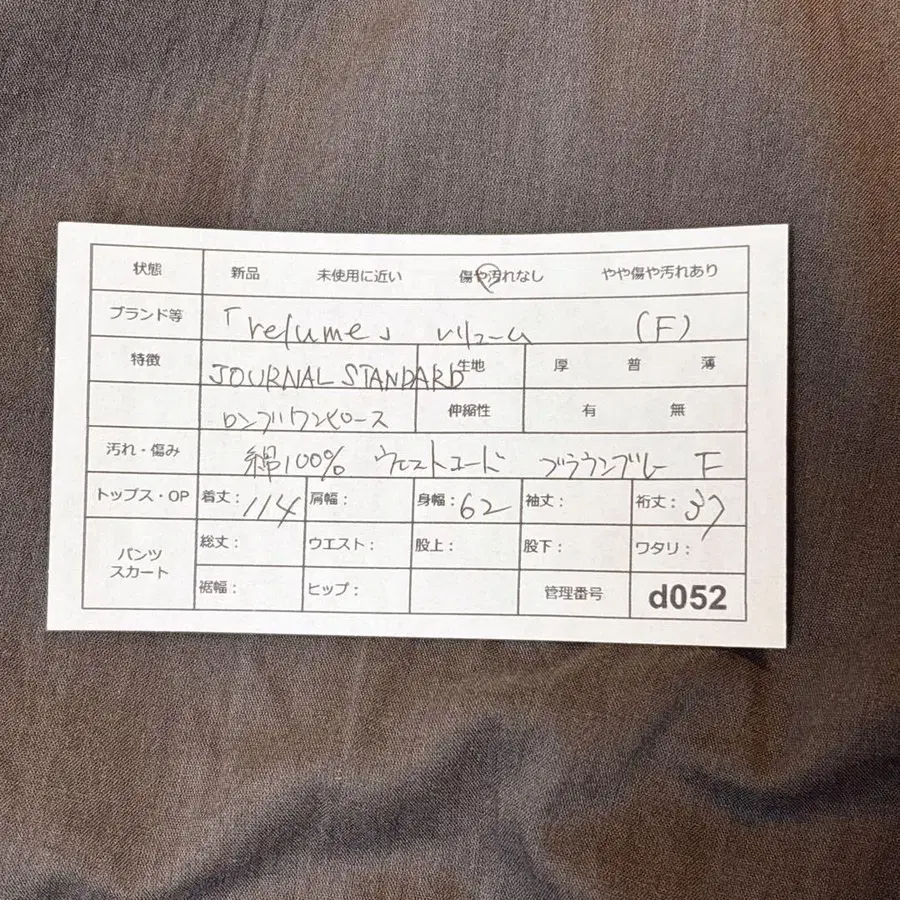 状態 新品 未使用に近い 傷や汚れなし やや傷や汚れあり
ブランド等 「relume」 レリューム (F)
特徴 JOURNAL STANDARD 生地 厚 普 薄
ロングワンピース 伸縮性 有 無
汚れ・傷み 綿100% ウエストコード ブラウングレー F
トップス・OP 着丈: 114 肩幅: 身幅: 62 袖丈: 裄丈: 37
パンツ スカート 総丈: ウエスト: 股上: 股下: ワタリ:
裾幅: ヒップ: 管理番号 d052